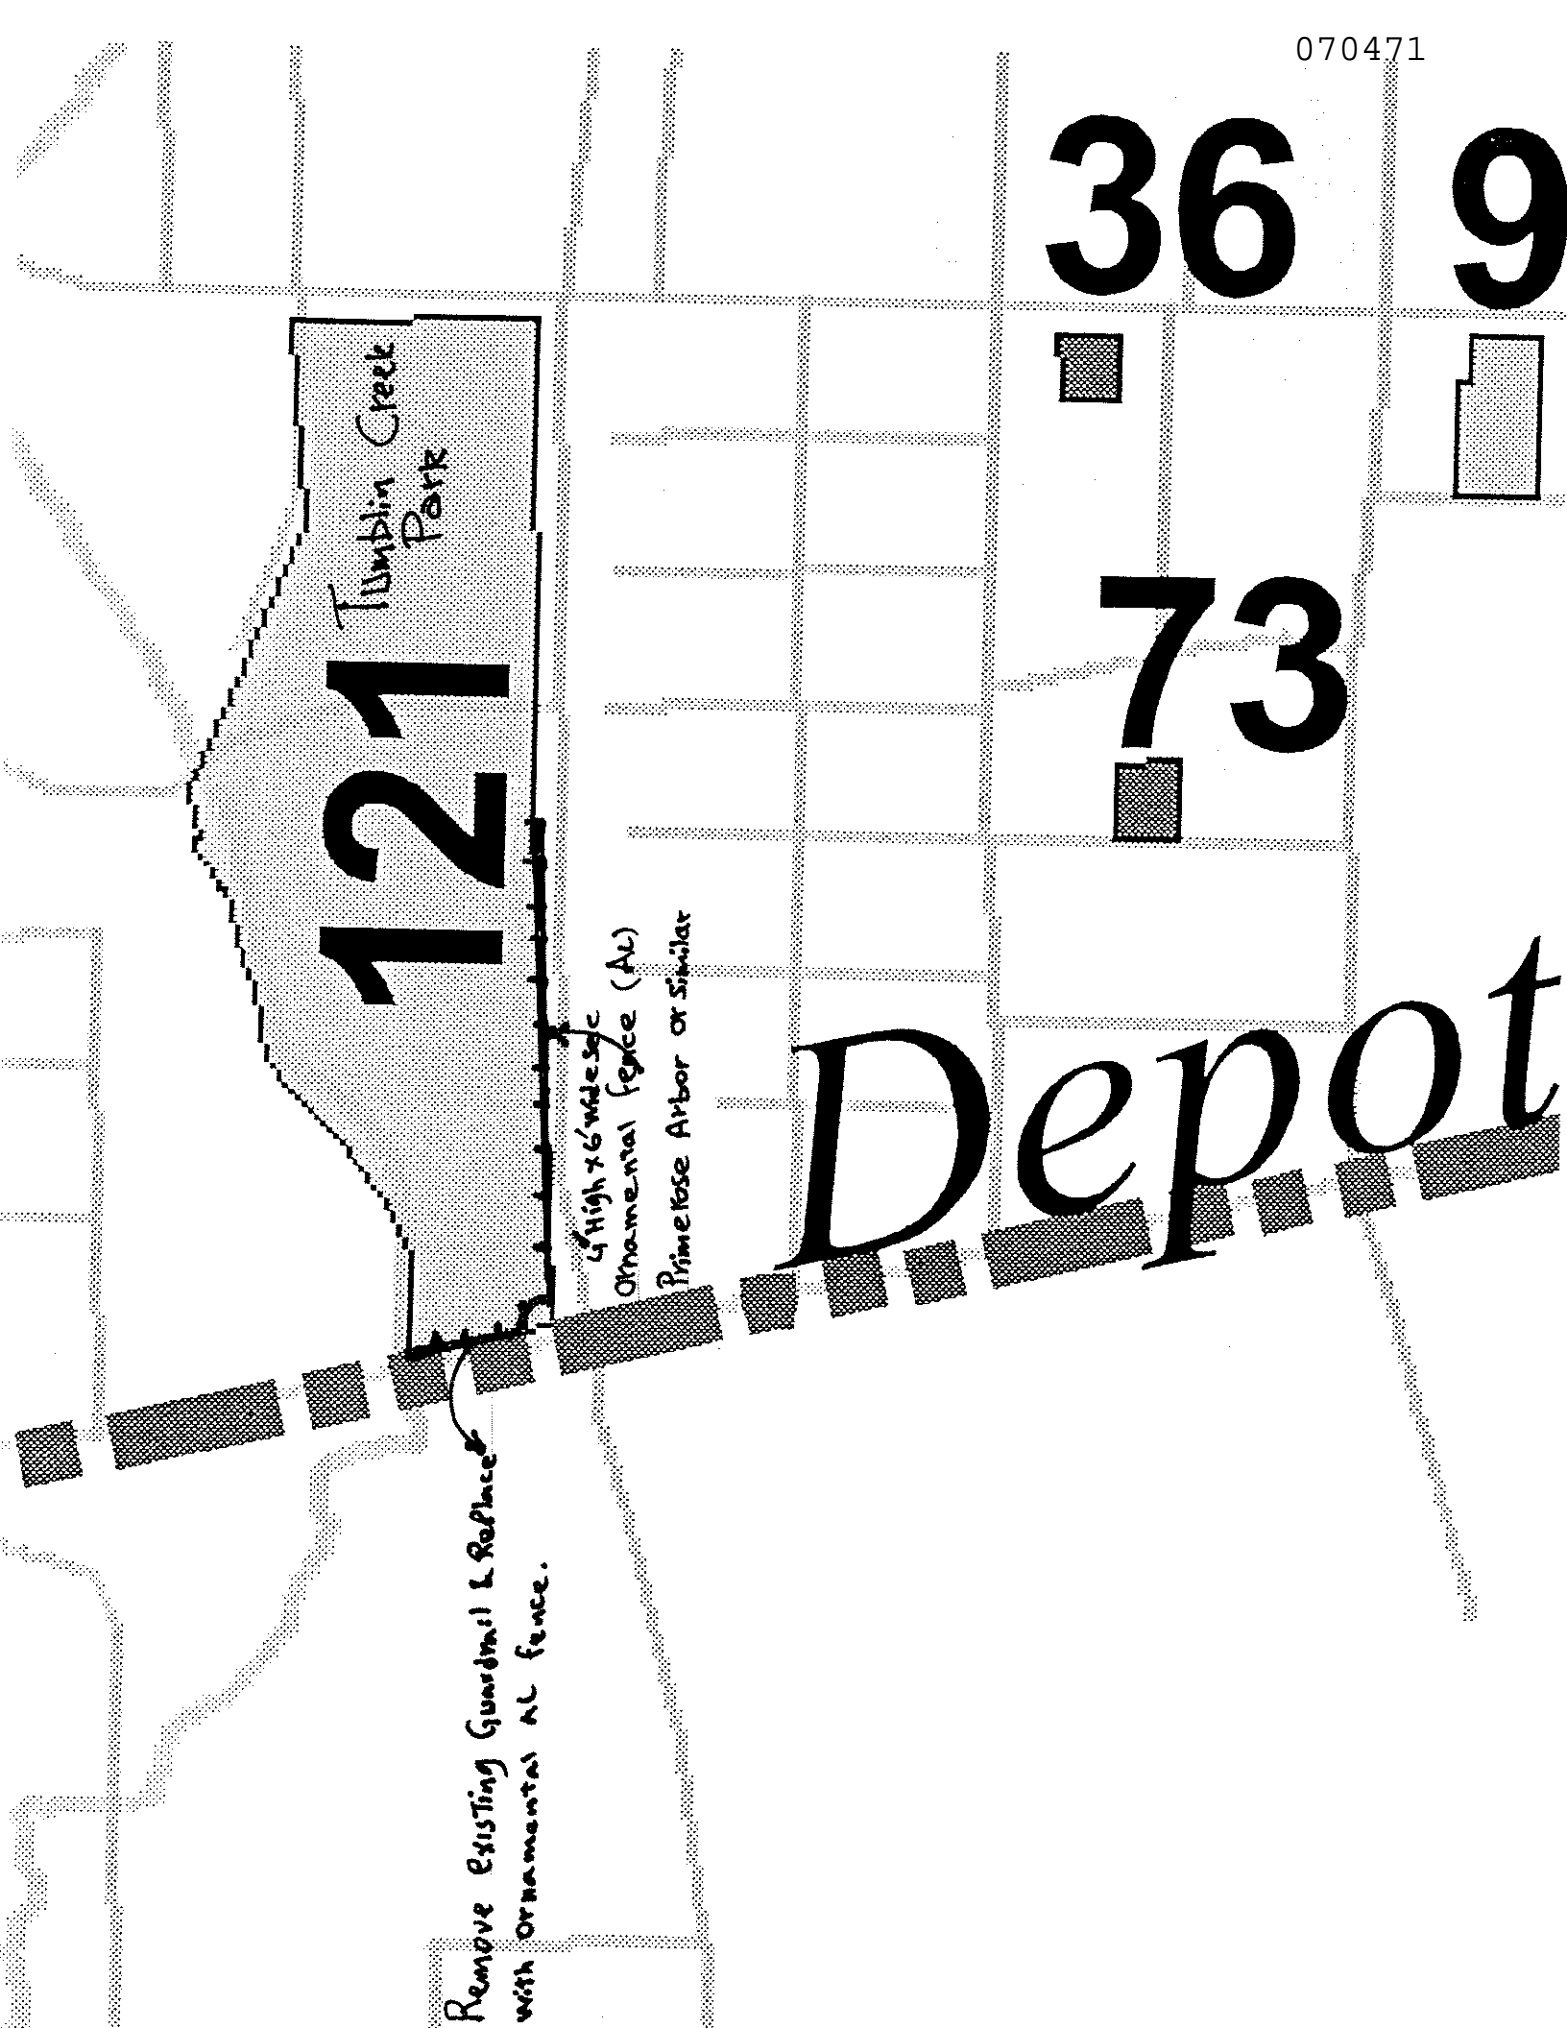 070471
36
9
Tumblin Creek
Park
121
73
4' High x 6' wide sec
Ornamental fence (AL)
Primerose Arbor or similar
Depot
Remove existing Guardrail & Replace
with ornamental AL fence.